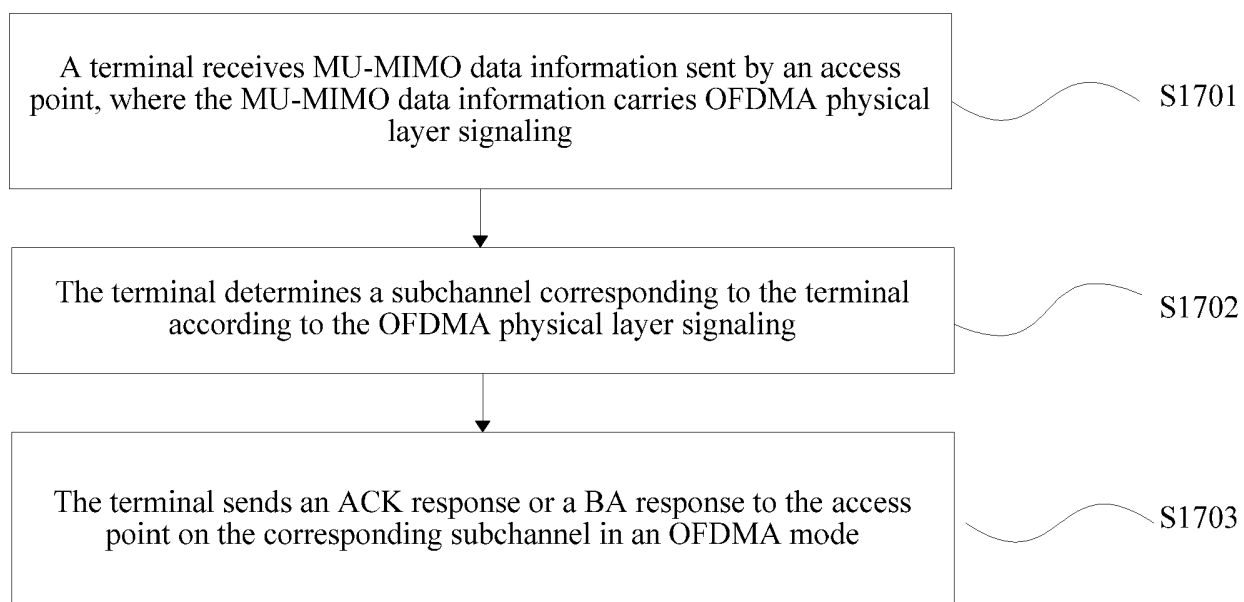 A terminal receives MU-MIMO data information sent by an access
point, where the MU-MIMO data information carries OFDMA physical
layer signaling
S1701
The terminal determines a subchannel corresponding to the terminal
according to the OFDMA physical layer signaling
S1702
The terminal sends an ACK response or a BA response to the access
point on the corresponding subchannel in an OFDMA mode
S1703